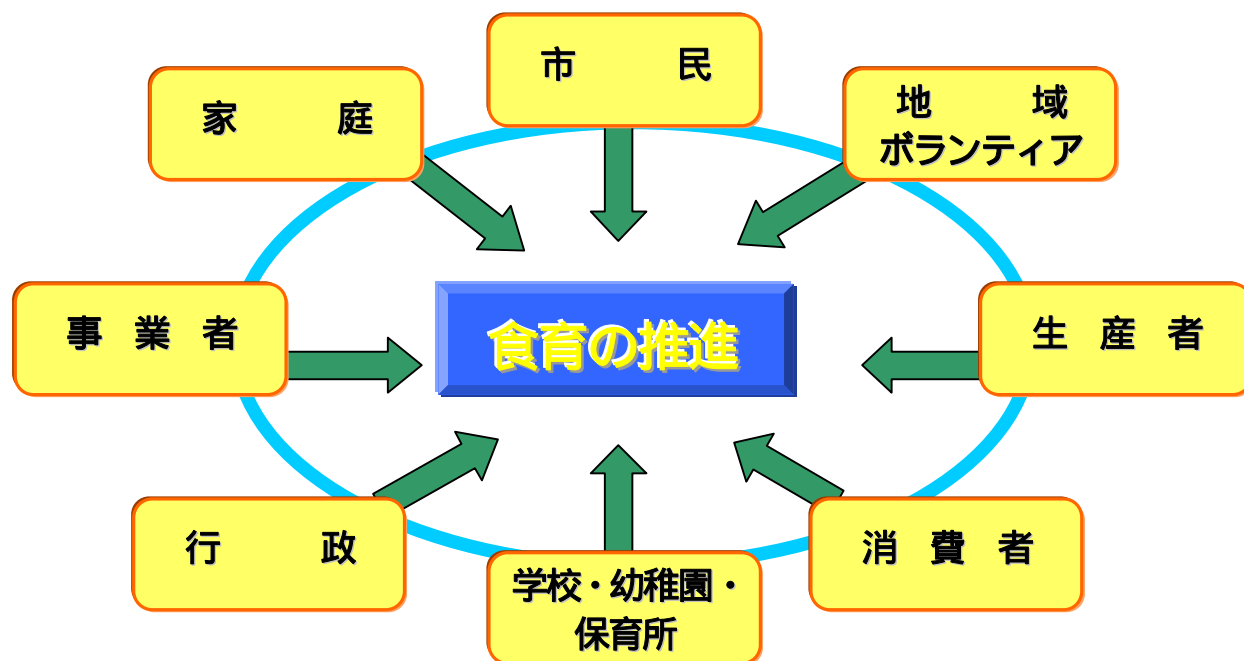 市民
家庭
地域
ボランティア
事業者
食育の推進
生産者
行政
消費者
学校・幼稚園・
保育所